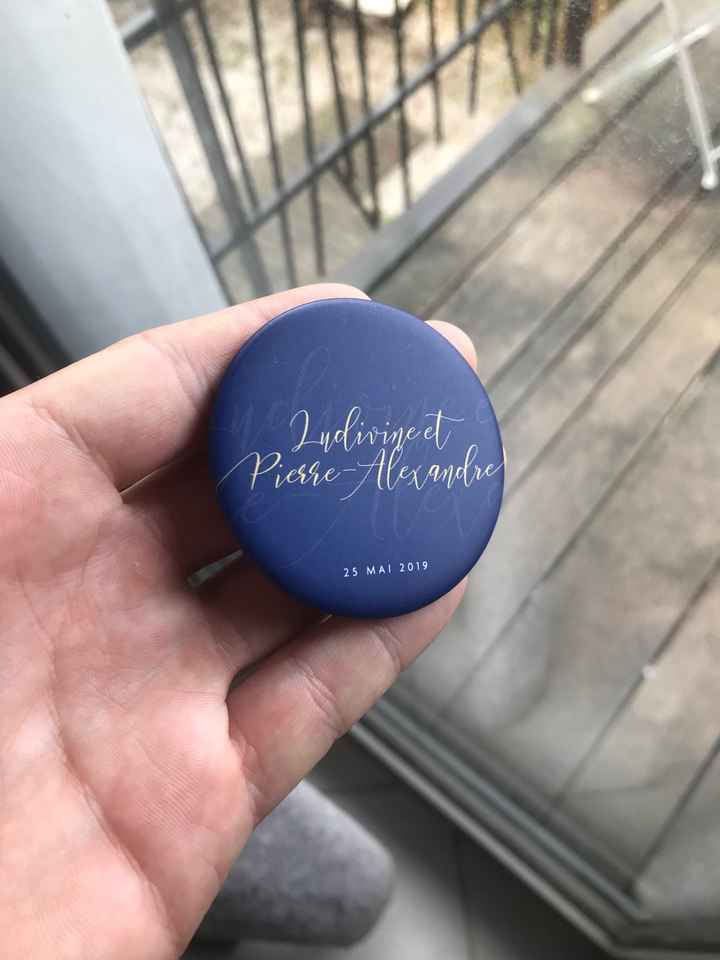 Ludivine et
Pierre-Alexandre
25 MAI 2019